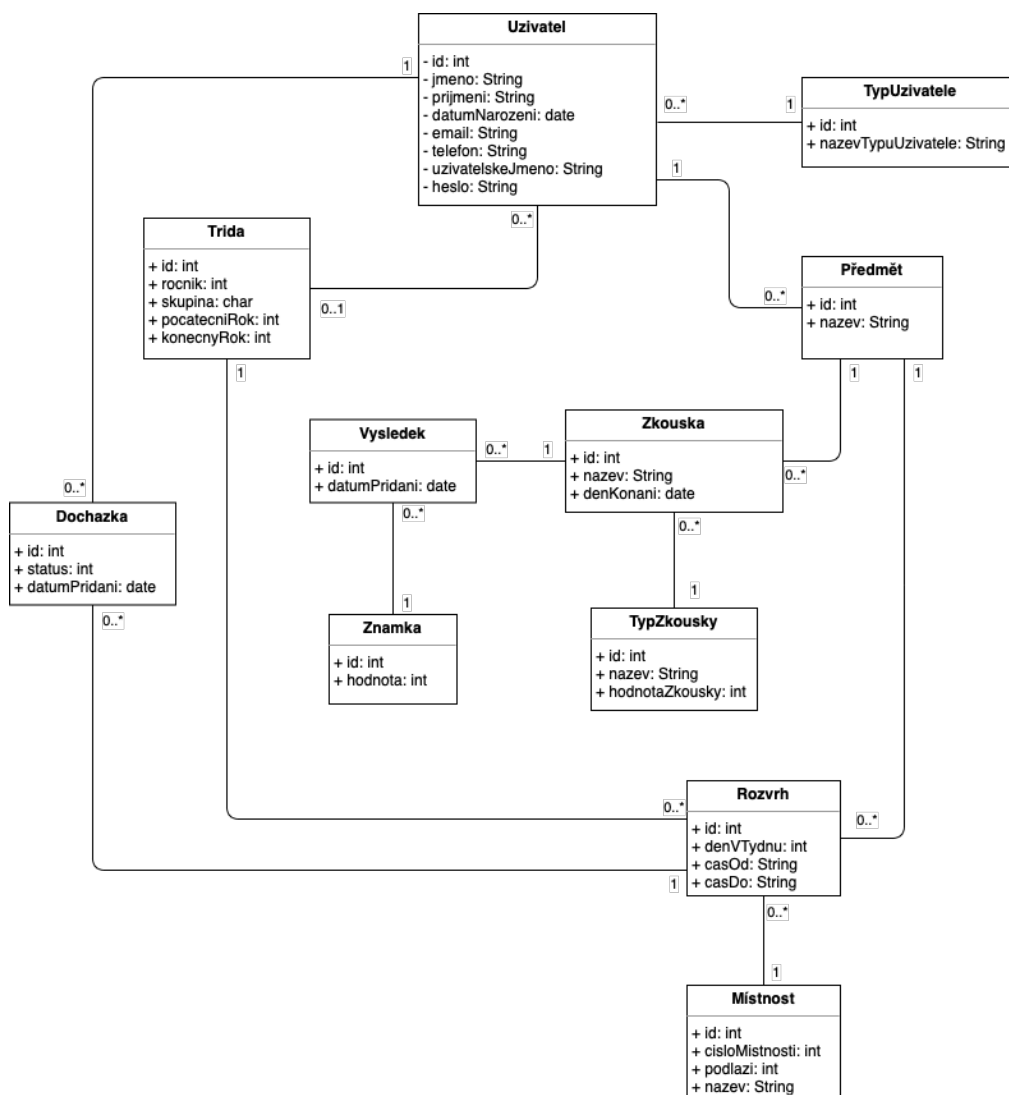 Uzivatel
- id: int
- jmeno: String
- prijmeni: String
- datumNarozeni: date
- email: String
- telefon: String
- uzivatelskeJmeno: String
- heslo: String
1
0..*
1
TypUzivatele
+ id: int
+ nazevTypuUzivatele: String
1
0..*
Trida
+ id: int
+ rocnik: int
+ skupina: char
+ pocatecniRok: int
+ konecnyRok: int
0..1
1
Předmět
+ id: int
+ nazev: String
0..*
1
1
Vysledek
+ id: int
+ datumPridani: date
0..*
1
0..*
Zkouska
+ id: int
+ nazev: String
+ denKonani: date
0..*
0..*
0..*
Dochazka
+ id: int
+ status: int
+ datumPridani: date
0..*
1
Znamka
+ id: int
+ hodnota: int
1
TypZkousky
+ id: int
+ nazev: String
+ hodnotaZkousky: int
Rozvrh
+ id: int
+ denVTydnu: int
+ casOd: String
+ casDo: String
0..*
0..*
1
0..*
1
Místnost
+ id: int
+ cisloMistnosti: int
+ podlazi: int
+ nazev: String